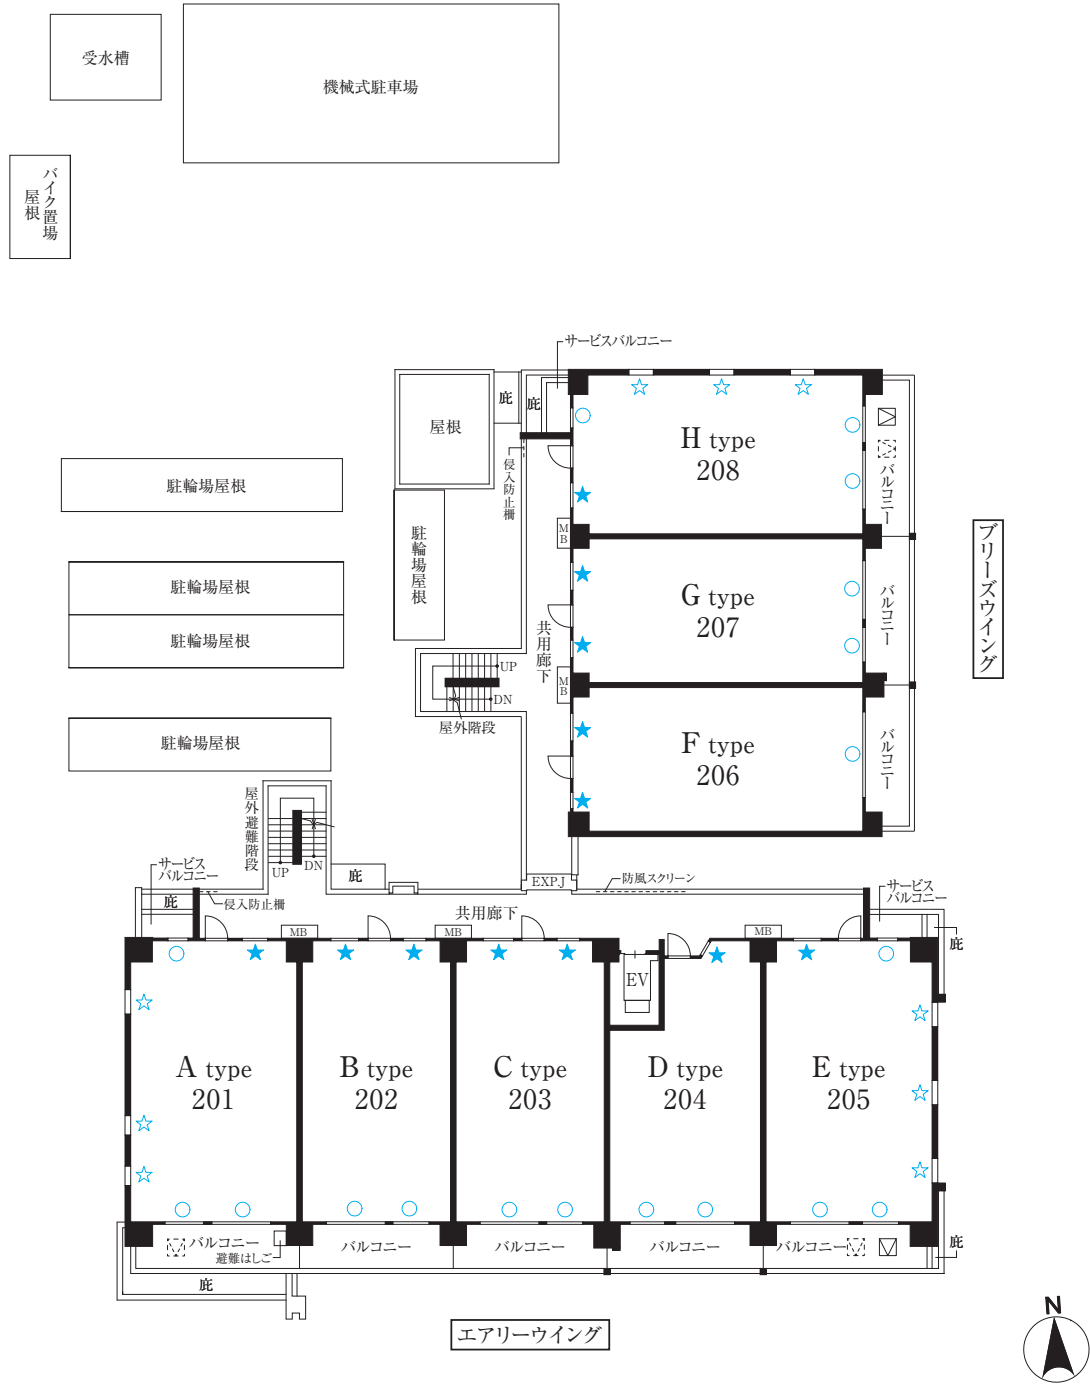 受水槽
機械式駐車場
バイク置場
屋根
サービスバルコニー
庇
庇
屋根
H type
208
バルコニー
侵入防止柵
駐輪場屋根
MB
駐輪場屋根
ブリーズウイング
駐輪場屋根
G type
207
バルコニー
共用廊下
駐輪場屋根
UP
MB
DN
屋外階段
F type
206
バルコニー
駐輪場屋根
屋外避難階段
UP
DN
庇
EXP.J
防風スクリーン
サービス
バルコニー
サービス
バルコニー
庇
侵入防止柵
共用廊下
MB
MB
MB
庇
EV
A type
201
B type
202
C type
203
D type
204
E type
205
バルコニー
避難はしご
バルコニー
バルコニー
バルコニー
バルコニー
庇
庇
エアリーウイング
N